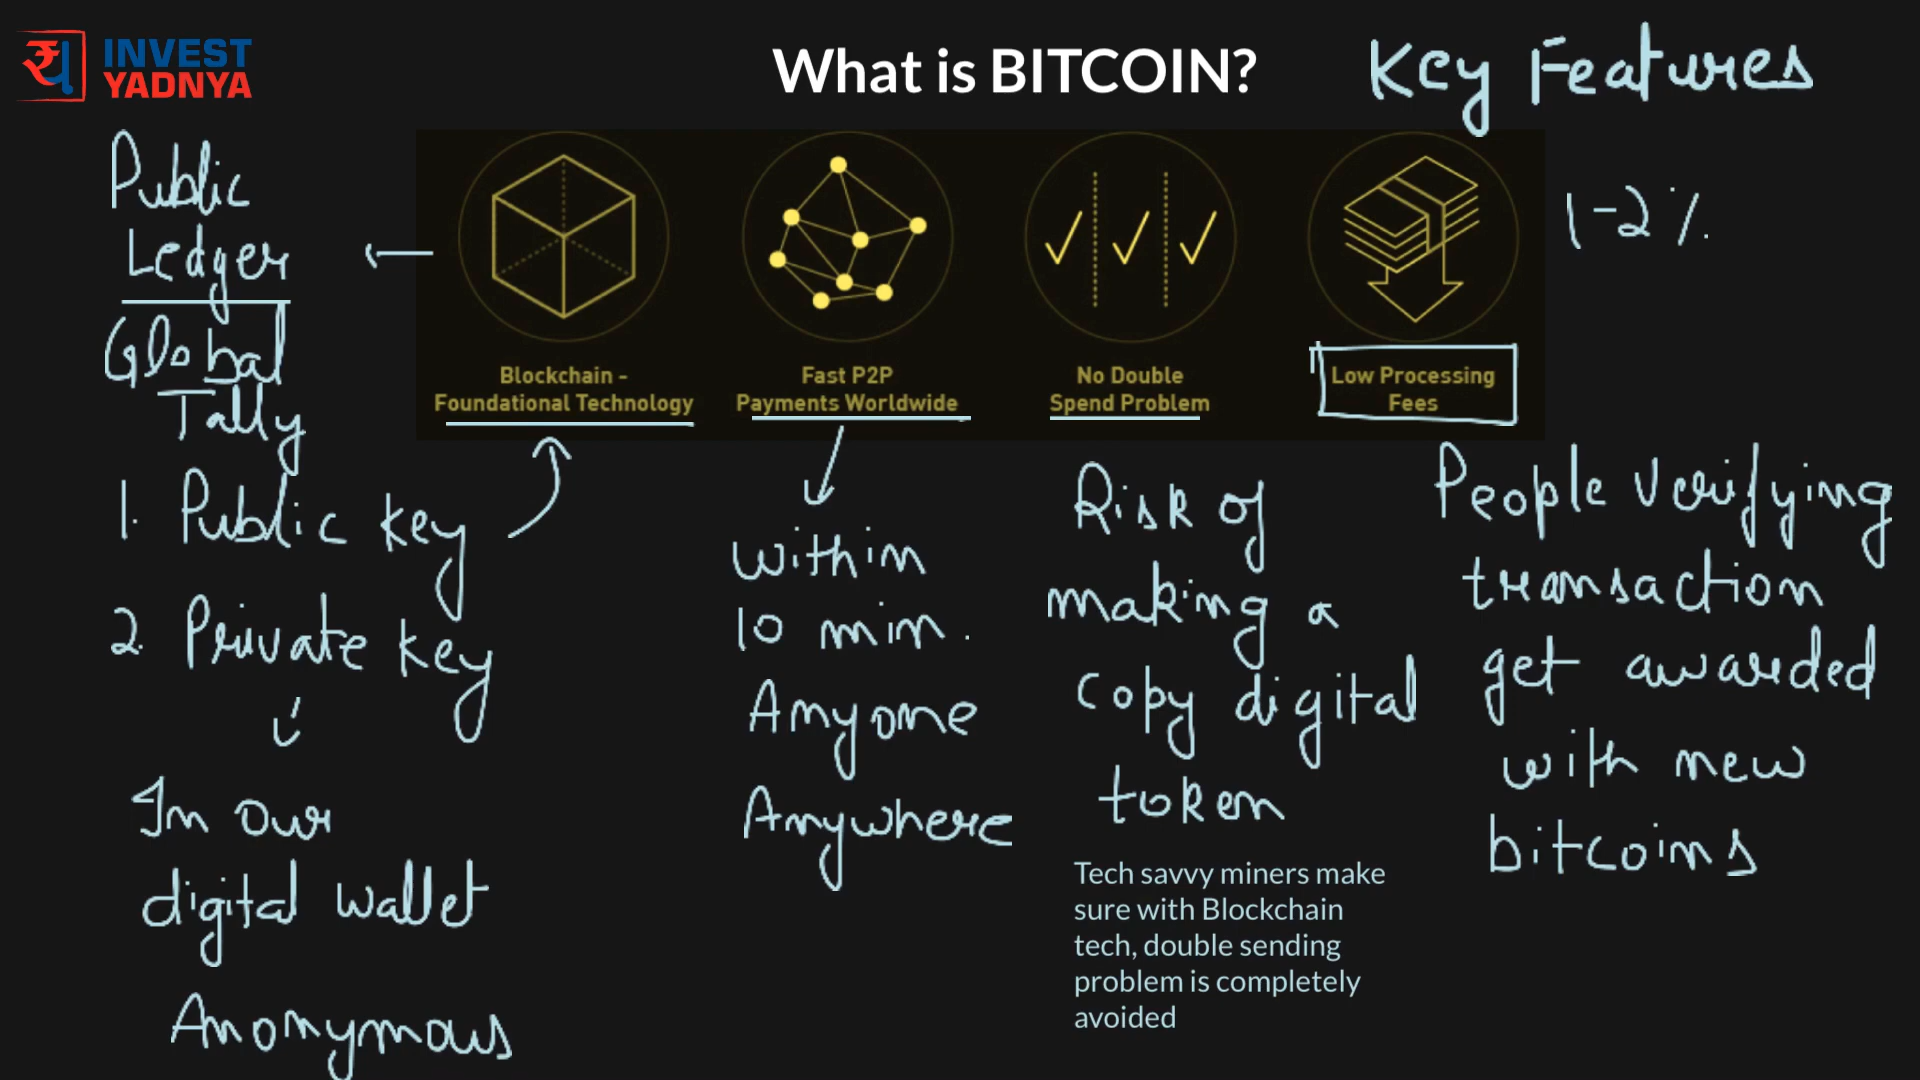 INVEST
YADNYA
What is BITCOIN?
Key Features
Public
Ledger
Global
Tally
1. Public key
2. Private key
In our
digital wallet
Anonymous
Blockchain -
Foundational Technology
Fast P2P
Payments Worldwide
within
10 min.
Anyone
Anywhere
No Double
Spend Problem
Risk of
making a
copy digital
token
Tech savvy miners make
sure with Blockchain
tech, double sending
problem is completely
avoided
Low Processing
Fees
1-2%.
People verifying
transaction
get awarded
with new
bitcoins